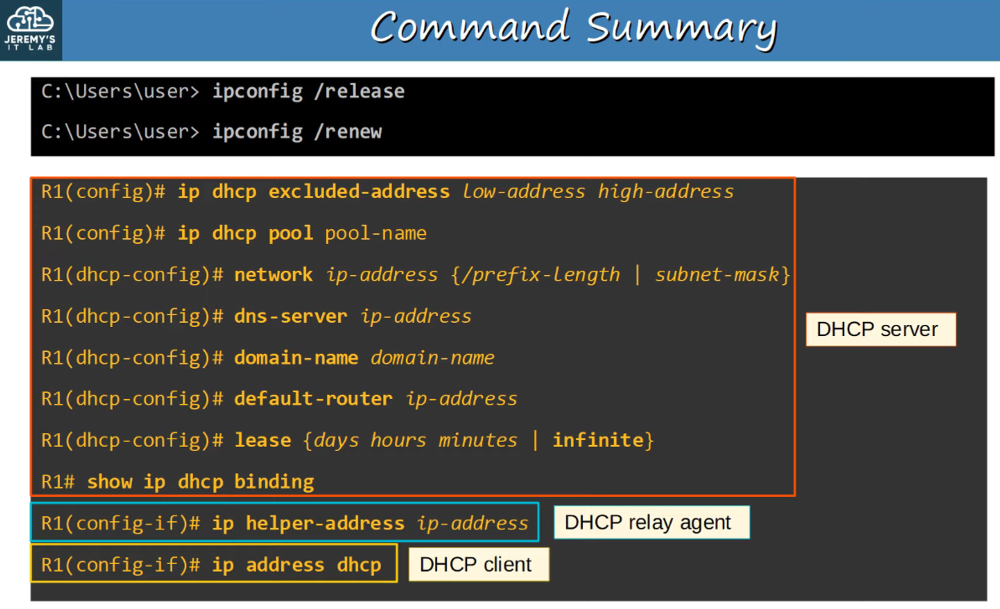 JEREMY'S
IT LAB
Command Summary
C:\Users\user> ipconfig /release
C:\Users\user> ipconfig /renew
R1(config)# ip dhcp excluded-address low-address high-address
R1(config)# ip dhcp pool pool-name
R1(dhcp-config)# network ip-address {/prefix-length | subnet-mask}
R1(dhcp-config)# dns-server ip-address
R1(dhcp-config)# domain-name domain-name
R1(dhcp-config)# default-router ip-address
R1(dhcp-config)# lease {days hours minutes | infinite}
R1# show ip dhcp binding
DHCP server
R1(config-if)# ip helper-address ip-address
DHCP relay agent
R1(config-if)# ip address dhcp
DHCP client